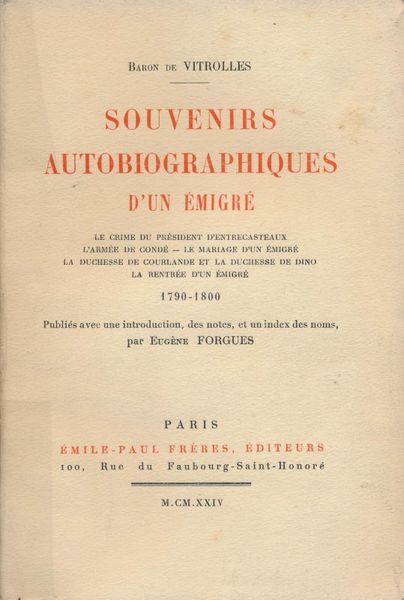 BARON DE VITROLLES
SOUVENIRS
AUTOBIOGRAPHIQUES
D'UN ÉMIGRÉ
LE CRIME DU PRÉSIDENT D'ENTRECASTEAUX
L'ARMÉE DE CONDÉ — LE MARIAGE D'UN ÉMIGRÉ
LA DUCHESSE DE COURLANDE ET LA DUCHESSE DE DINO
LA RENTRÉE D'UN ÉMIGRÉ
1790-1800
Publiés avec une introduction, des notes, et un index des noms,
par EUGÈNE FORGUES
PARIS
ÉMILE-PAUL FRÈRES, ÉDITEURS
100, Rue du Faubourg-Saint-Honoré
M.CM.XXIV